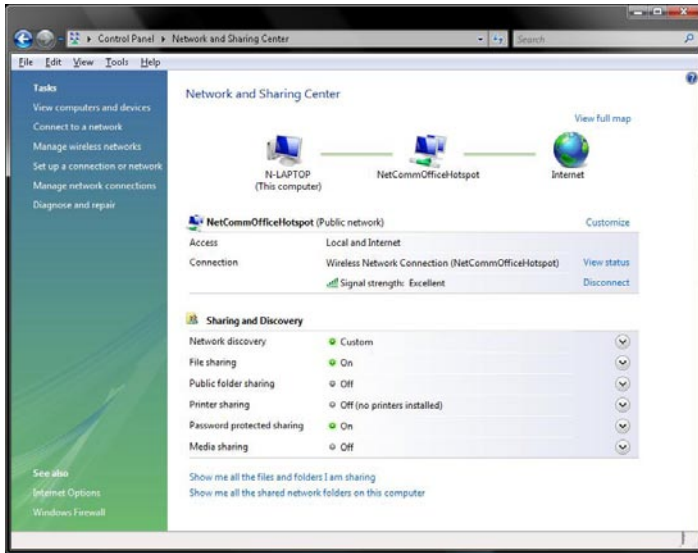 Control Panel ▸ Network and Sharing Center
Search
File Edit View Tools Help
Tasks
View computers and devices
Connect to a network
Manage wireless networks
Set up a connection or network
Manage network connections
Diagnose and repair
See also
Internet Options
Windows Firewall
Network and Sharing Center
View full map
N-LAPTOP
(This computer)
NetCommOfficeHotspot
Internet
NetCommOfficeHotspot (Public network) Customize
Access Local and Internet
Connection Wireless Network Connection (NetCommOfficeHotspot) View status
Signal strength: Excellent Disconnect
Sharing and Discovery
Network discovery Custom
File sharing On
Public folder sharing Off
Printer sharing Off (no printers installed)
Password protected sharing On
Media sharing Off
Show me all the files and folders I am sharing
Show me all the shared network folders on this computer